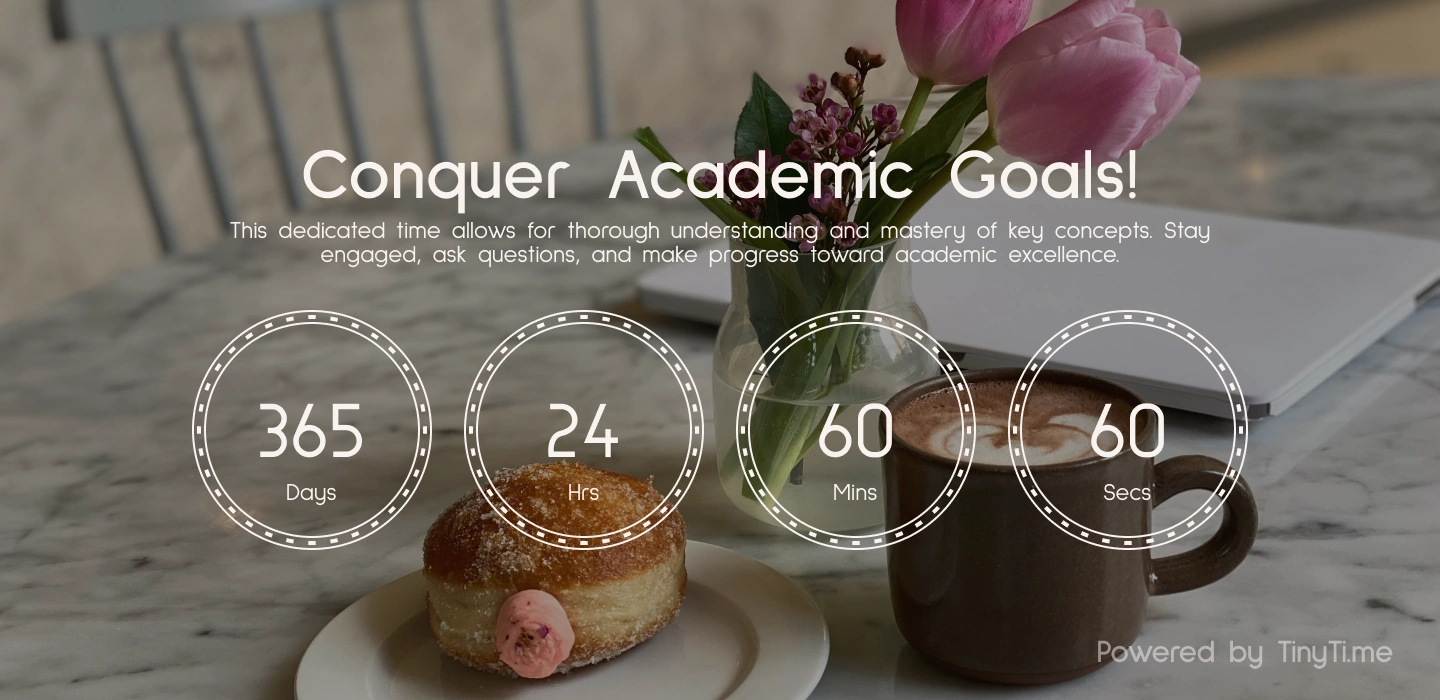 Conquer Academic Goals!
This dedicated time allows for thorough understanding and mastery of key concepts. Stay
engaged, ask questions, and make progress toward academic excellence.
365 24 60 60
Days Hrs Mins Secs
Powered by TinyTi.me